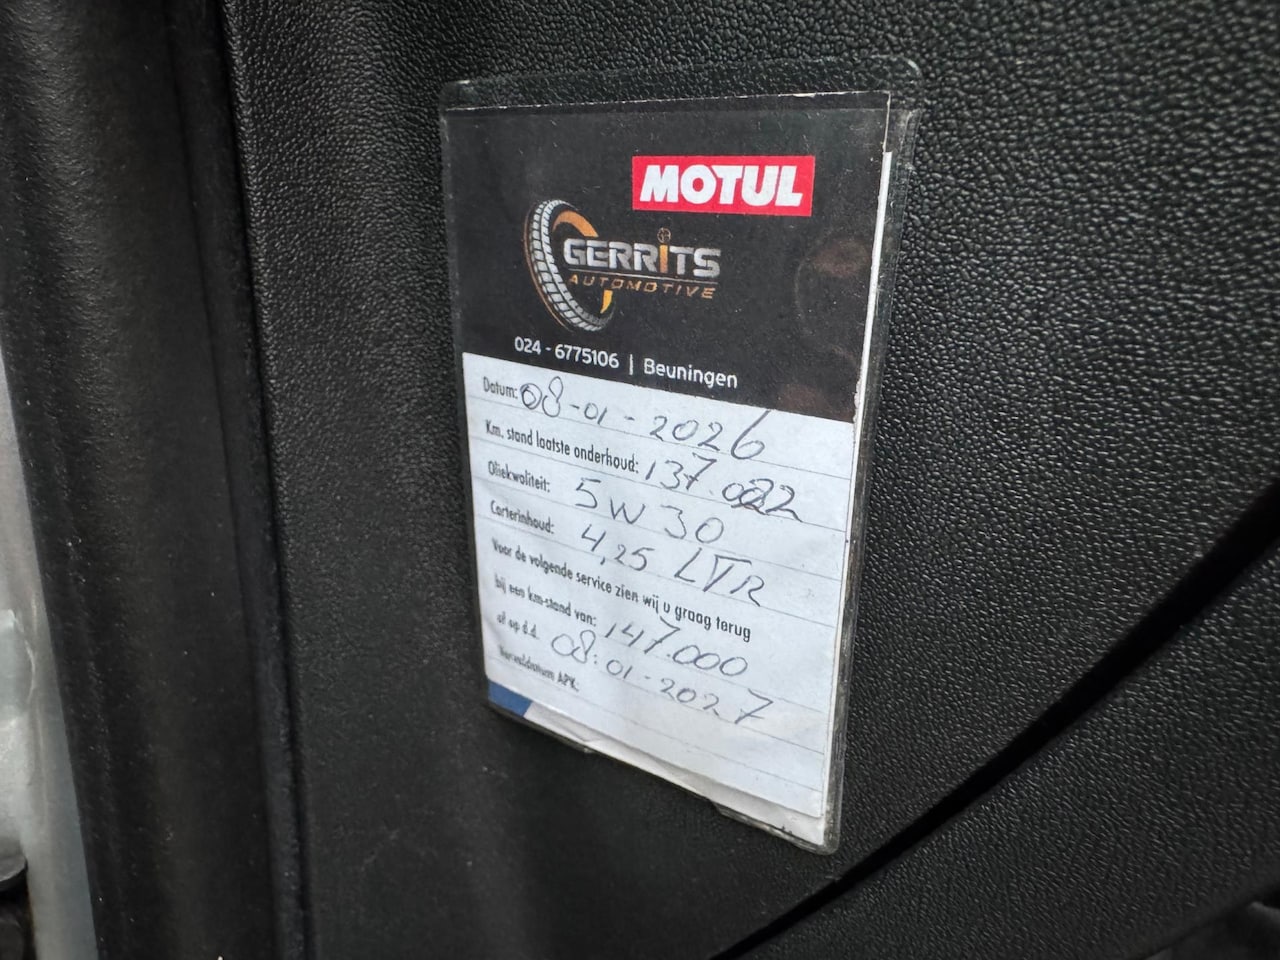 MOTUL
GERRITS
AUTOMOTIVE
024 - 6775106 | Beuningen
Datum: 08-01-2026
Km. stand laatste onderhoud: 137.022
Oliekwaliteit: 5W30
Carterinhoud: 4,25 LTR
Voor de volgende service zien wij u graag terug
bij een km-stand van: 147.000
of op d.d. 08-01-2027
Vervaldatum APK: